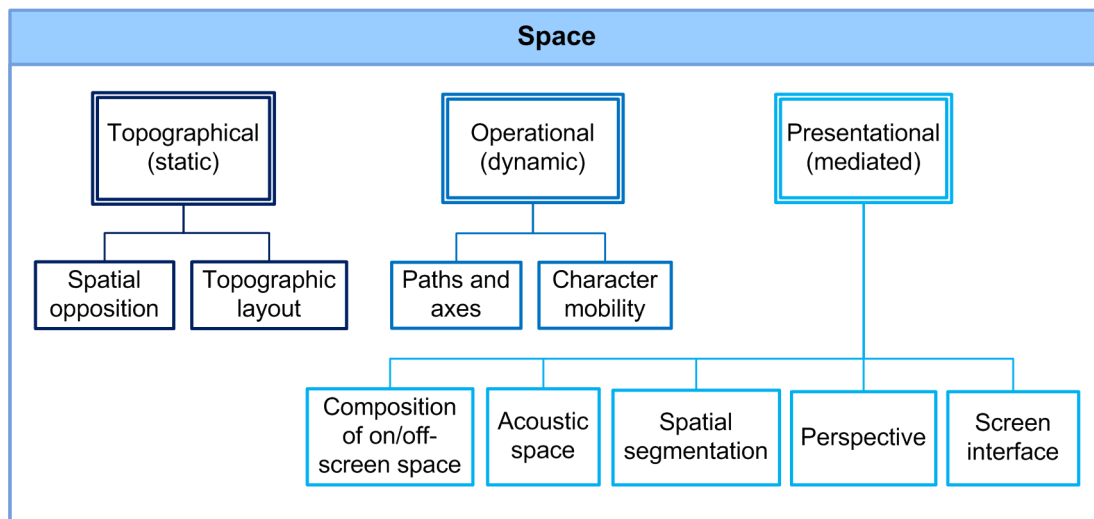 Space
Topographical
(static)
Operational
(dynamic)
Presentational
(mediated)
Spatial
opposition
Topographic
layout
Paths and
axes
Character
mobility
Composition
of on/off-
screen space
Acoustic
space
Spatial
segmentation
Perspective
Screen
interface